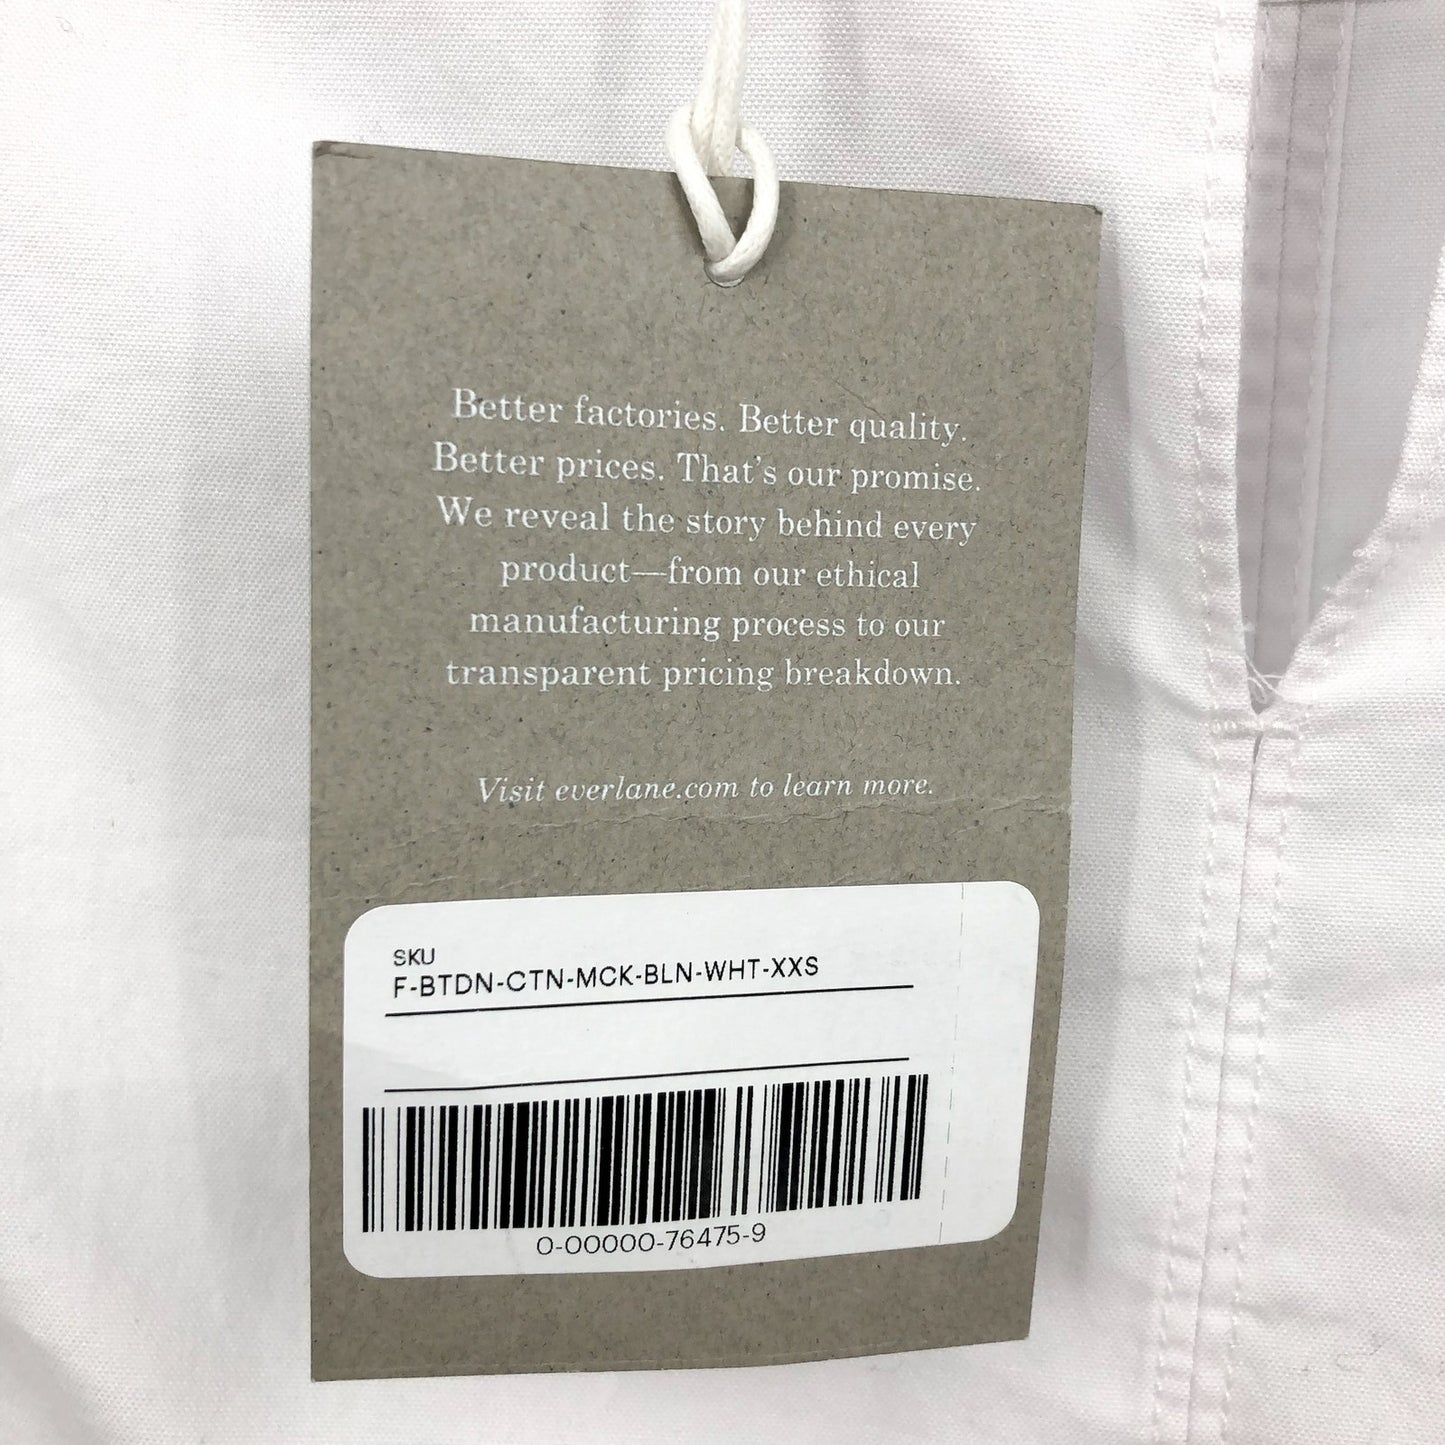 Better factories. Better quality.
Better prices. That's our promise.
We reveal the story behind every
product—from our ethical
manufacturing process to our
transparent pricing breakdown.
Visit everlane.com to learn more.
SKU
F-BTDN-CTN-MCK-BLN-WHT-XXS
0-00000-76475-9